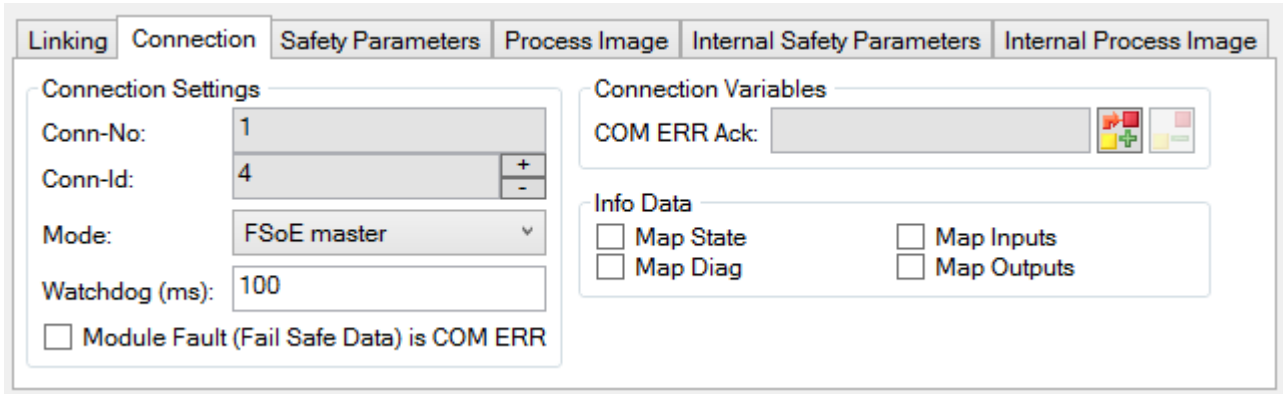 Linking Connection Safety Parameters Process Image Internal Safety Parameters Internal Process Image
Connection Settings
Conn-No: 1
Conn-Id: 4 + -
Mode: FSoE master
Watchdog (ms): 100
Module Fault (Fail Safe Data) is COM ERR
Connection Variables
COM ERR Ack:
Info Data
Map State Map Inputs
Map Diag Map Outputs